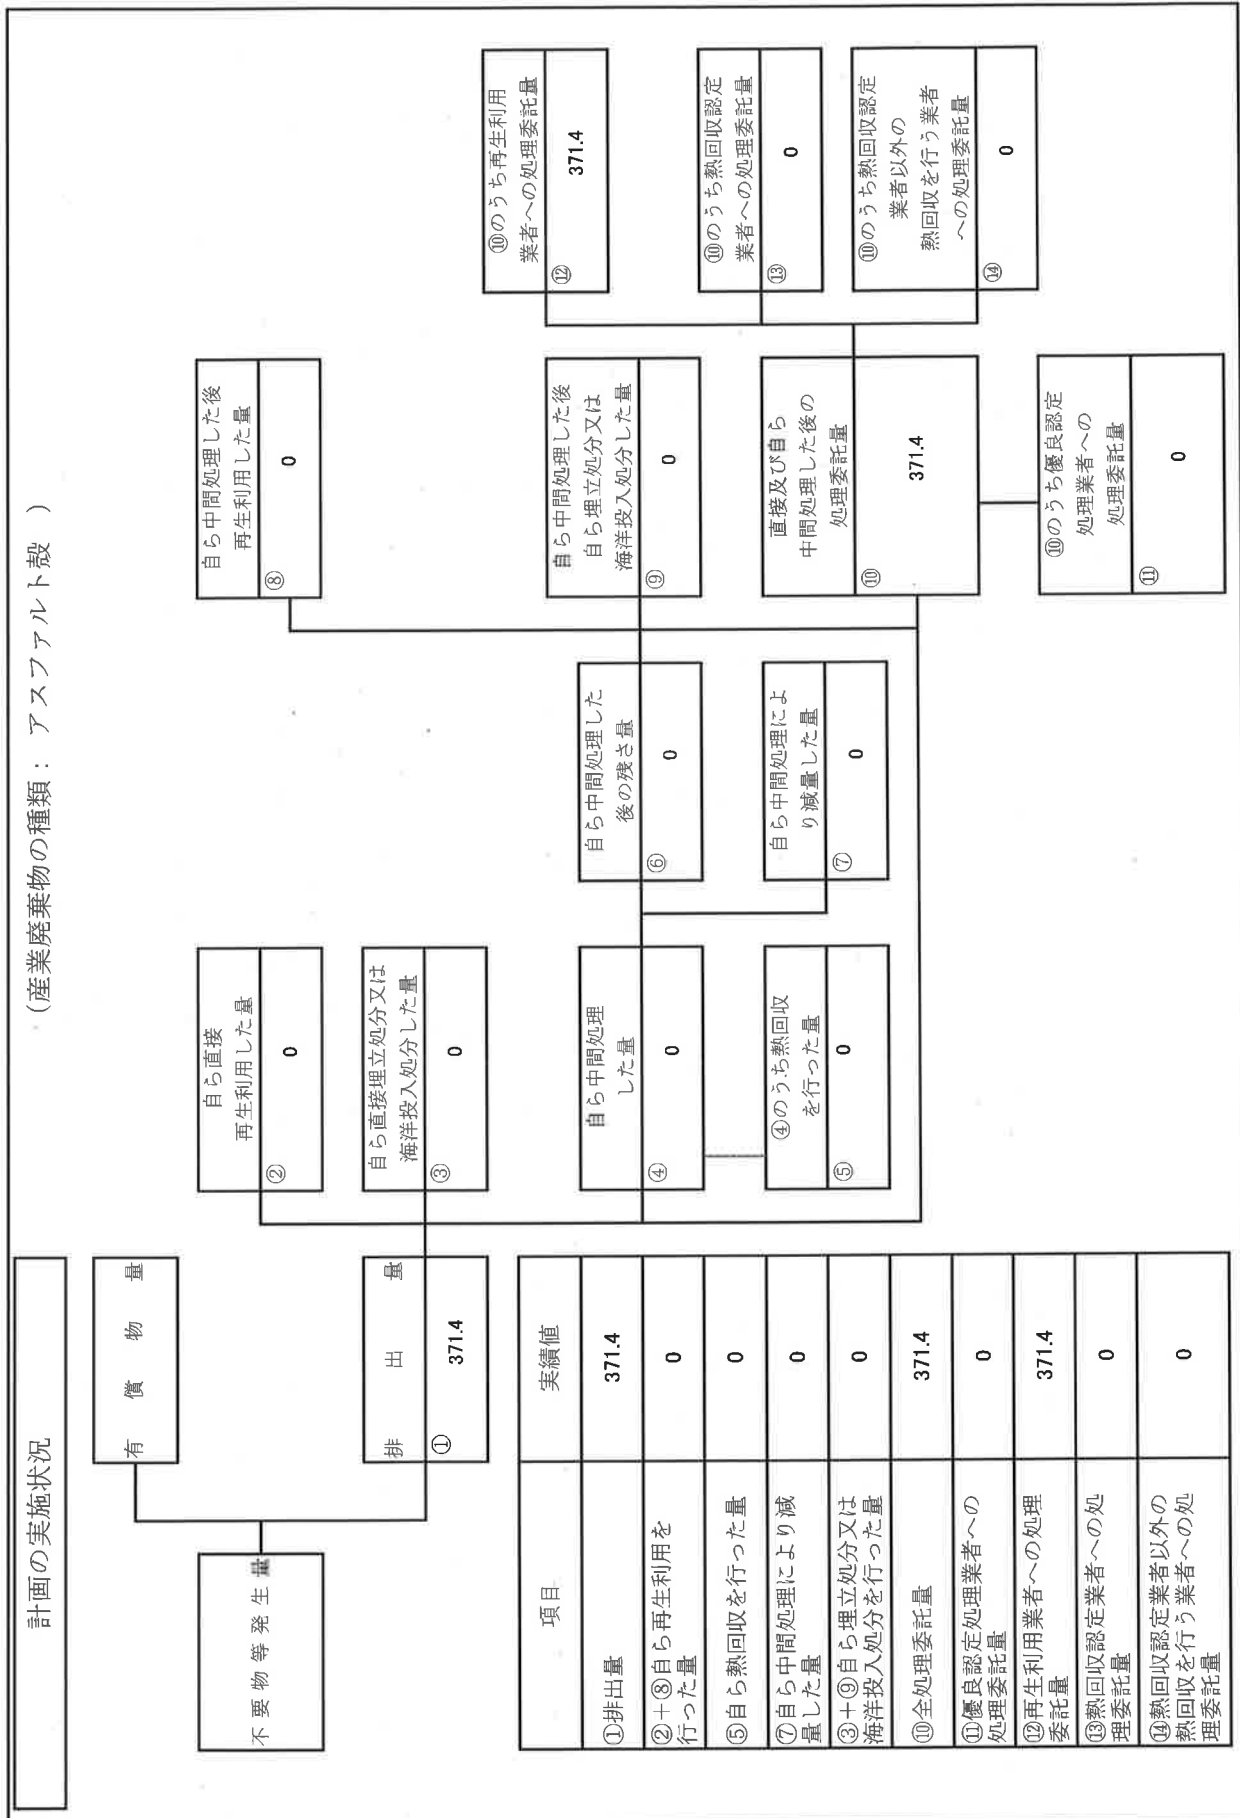 計画の実施状況
（産業廃棄物の種類： アスファルト殻 ）
不要物等発生量
有償物量
排出量
①
371.4
自ら直接
再生利用した量
②
0
自ら直接埋立処分又は
海洋投入処分した量
③
0
自ら中間処理
した量
④
0
④のうち熱回収
を行った量
⑤
0
自ら中間処理した
後の残さ量
⑥
0
自ら中間処理によ
り減量した量
⑦
0
自ら中間処理した後
再生利用した量
⑧
0
自ら中間処理した後
自ら埋立処分又は
海洋投入処分した量
⑨
0
直接及び自ら
中間処理した後の
処理委託量
⑩
371.4
⑩のうち優良認定
処理業者への
処理委託量
⑪
0
⑩のうち再生利用
業者への処理委託量
⑫
371.4
⑩のうち熱回収認定
業者への処理委託量
⑬
0
⑩のうち熱回収認定
業者以外の
熱回収を行う業者
への処理委託量
⑭
0
項目 実績値
①排出量 371.4
②＋⑧自ら再生利用を
行った量 0
⑤自ら熱回収を行った量 0
⑦自ら中間処理により減
量した量 0
③＋⑨自ら埋立処分又は
海洋投入処分を行った量 0
⑩全処理委託量 371.4
⑪優良認定処理業者への
処理委託量 0
⑫再生利用業者への処理
委託量 371.4
⑬熱回収認定業者への処
理委託量 0
⑭熱回収認定業者以外の
熱回収を行う業者への処
理委託量 0